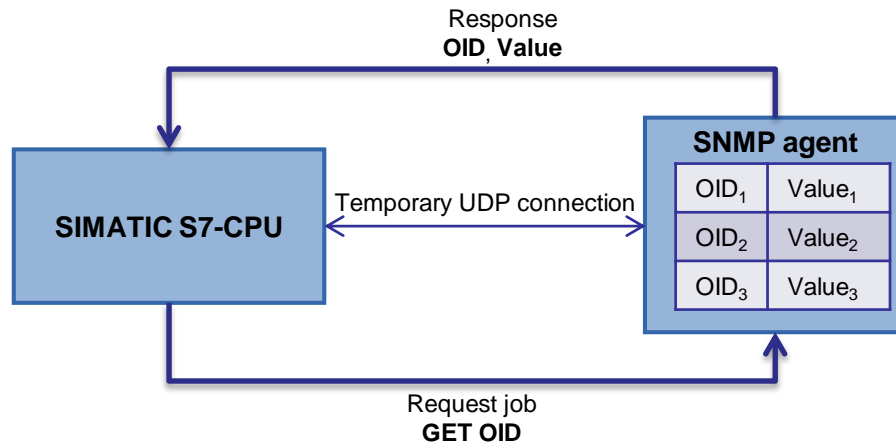 Response
OID, Value
SNMP agent
OID₁ Value₁
Temporary UDP connection
SIMATIC S7-CPU
OID₂ Value₂
OID₃ Value₃
Request job
GET OID